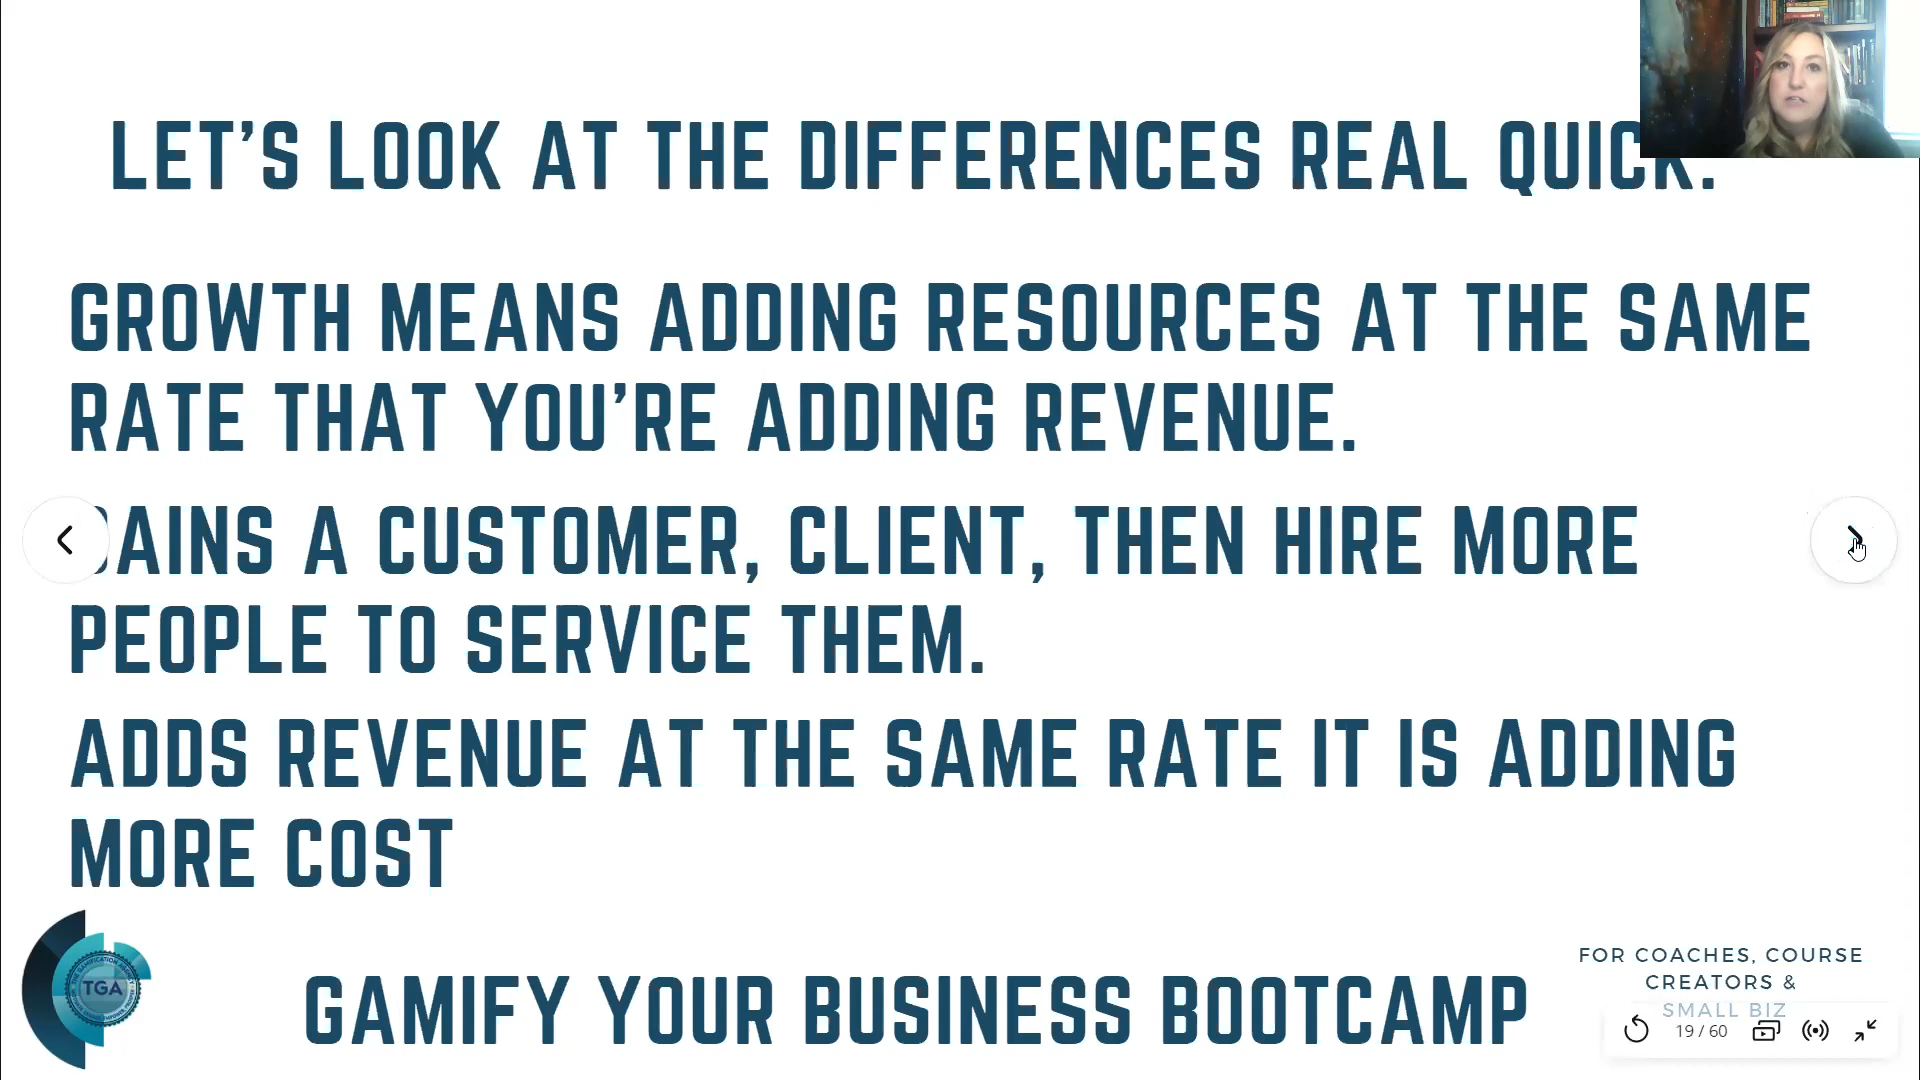 LET'S LOOK AT THE DIFFERENCES REAL QUICK.
GROWTH MEANS ADDING RESOURCES AT THE SAME
RATE THAT YOU'RE ADDING REVENUE.
GAINS A CUSTOMER, CLIENT, THEN HIRE MORE
PEOPLE TO SERVICE THEM.
ADDS REVENUE AT THE SAME RATE IT IS ADDING
MORE COST
TGA
GAMIFY YOUR BUSINESS BOOTCAMP
FOR COACHES, COURSE
CREATORS &
SMALL BIZ
19 / 60